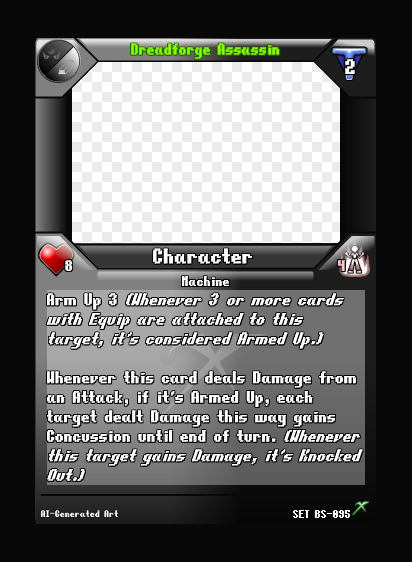 Dreadforge Assassin
2
Character
8
4
Machine
Arm Up 3 (Whenever 3 or more cards
with Equip are attached to this
target, it's considered Armed Up.)
Whenever this card deals Damage from
an Attack, if it's Armed Up, each
target dealt Damage this way gains
Concussion until end of turn. (Whenever
this target gains Damage, it's Knocked
Out.)
AI-Generated Art
SET BS-095